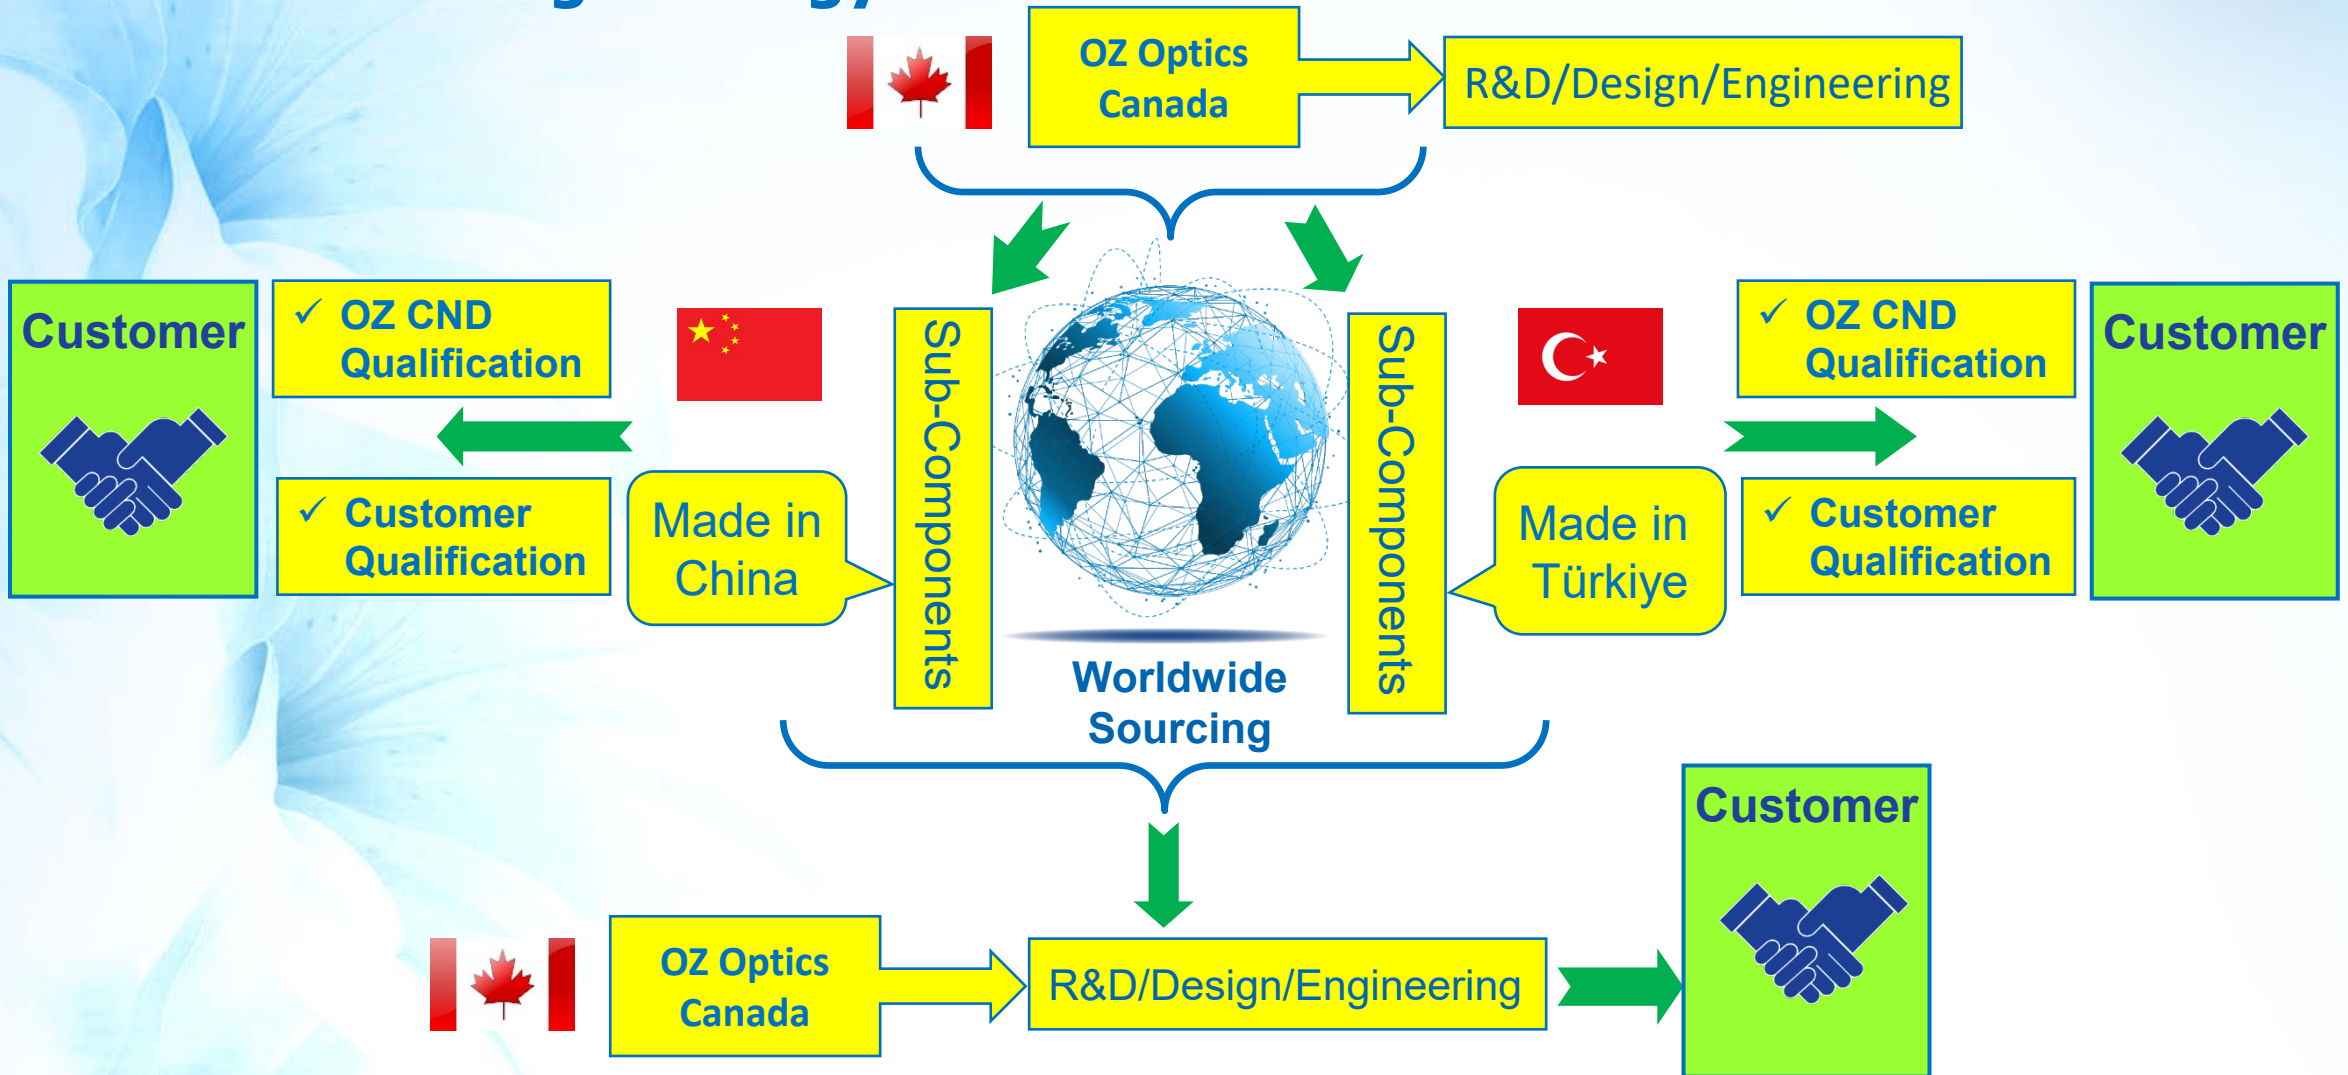 OZ Optics
Canada
R&D/Design/Engineering
Customer
✓ OZ CND
Qualification
✓ Customer
Qualification
Made in
China
Sub-Components
Worldwide
Sourcing
Sub-Components
Made in
Türkiye
✓ OZ CND
Qualification
✓ Customer
Qualification
Customer
OZ Optics
Canada
R&D/Design/Engineering
Customer